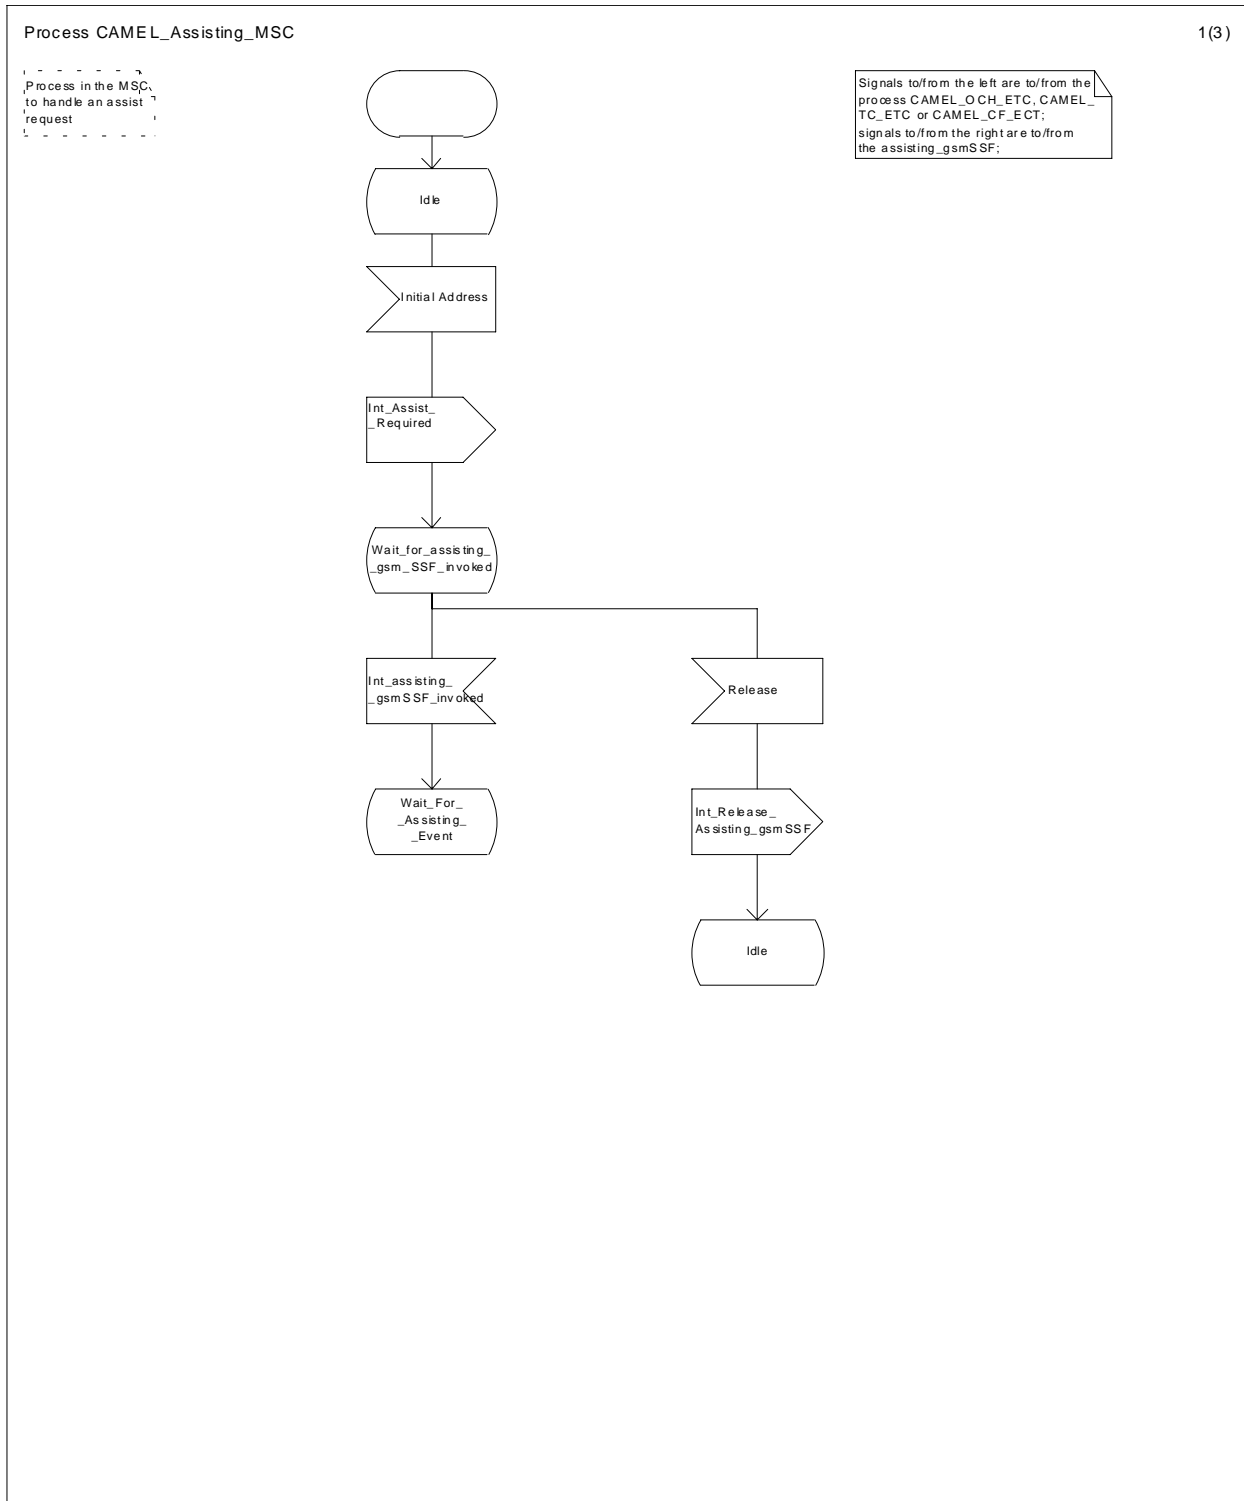 Process CAMEL_Assisting_MSC
1(3)
Process in the MSC
to handle an assist
request
Signals to/from the left are to/from the
process CAMEL_OCH_ETC, CAMEL_
TC_ETC or CAMEL_CF_ECT;
signals to/from the right are to/from
the assisting_gsmSSF;
Idle
Initial Address
Int_Assist_
_Required
Wait_for_assisting_
_gsm_SSF_invoked
Int_assisting_
_gsmSSF_invoked
Release
Wait_For_
_Assisting_
_Event
Int_Release_
Assisting_gsmSSF
Idle